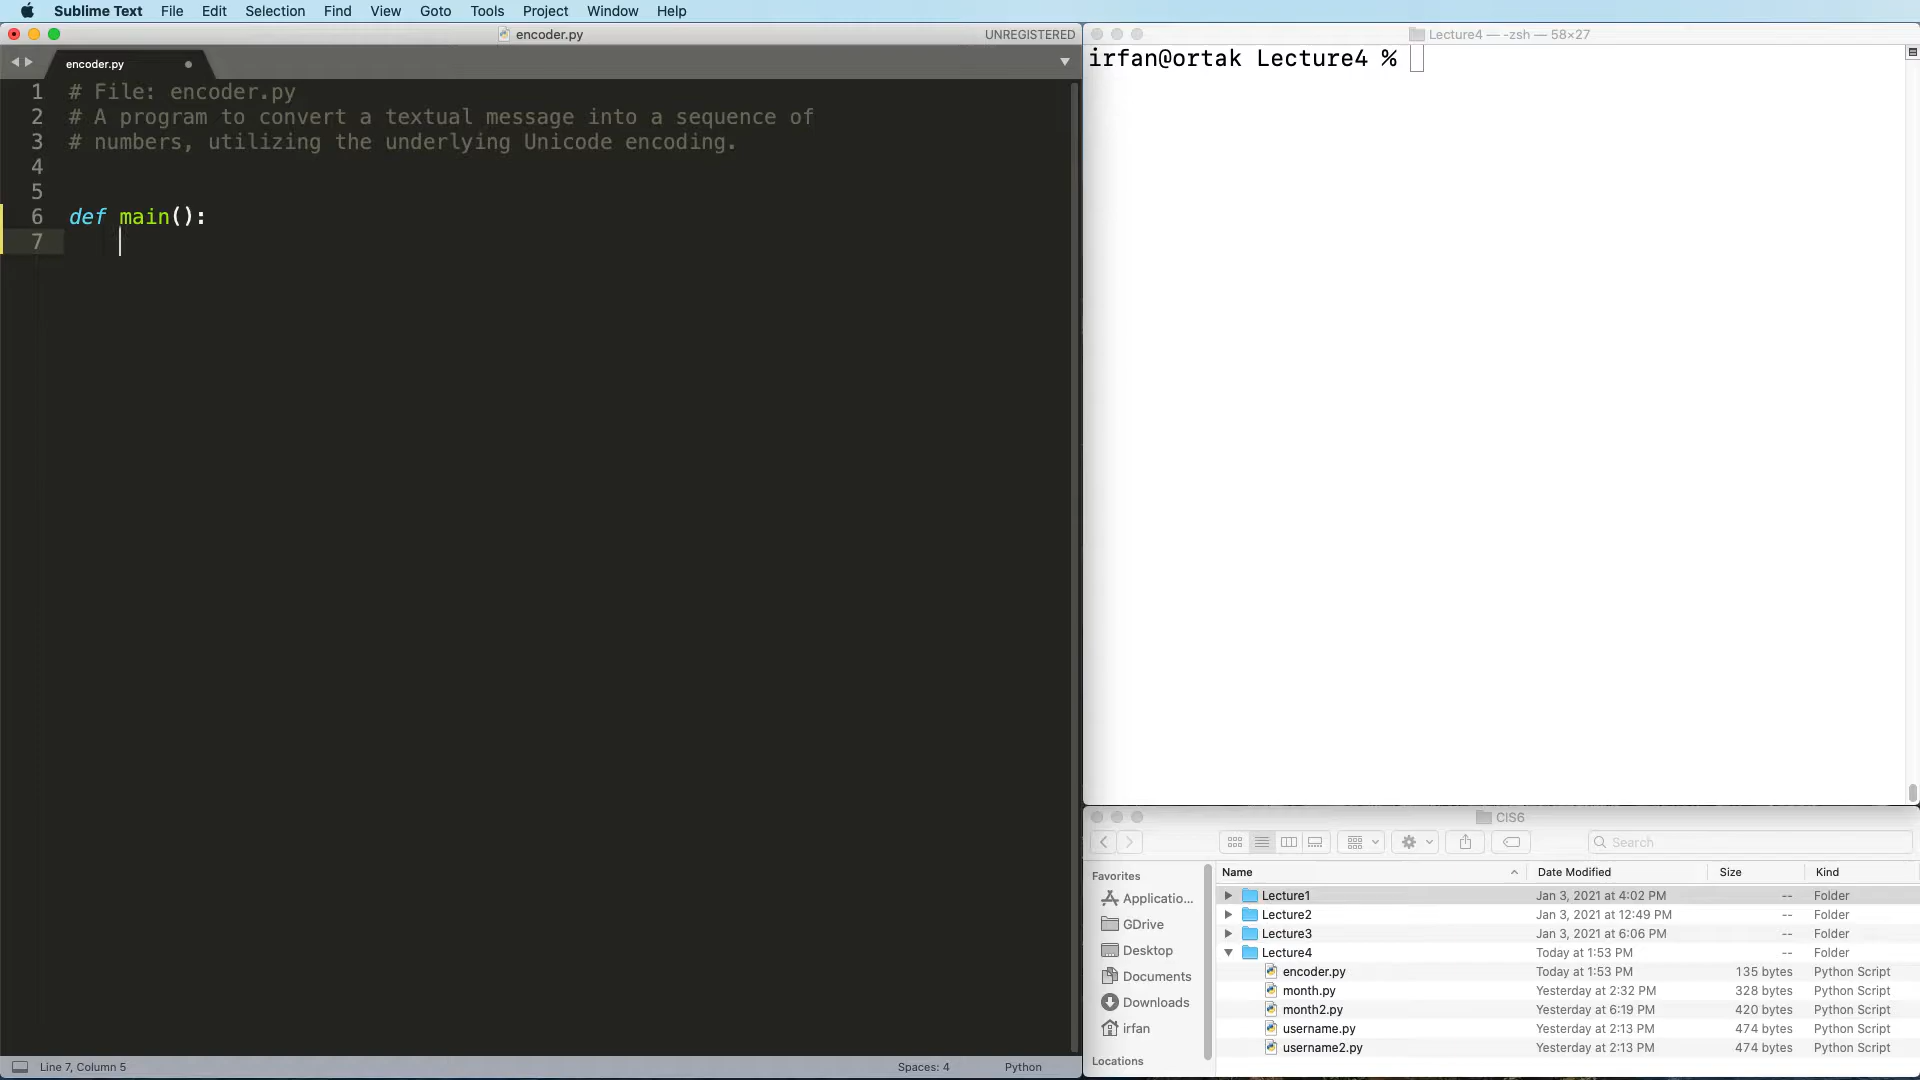 Sublime Text File Edit Selection Find View Goto Tools Project Window Help
encoder.py UNREGISTERED
encoder.py
1 # File: encoder.py
2 # A program to convert a textual message into a sequence of
3 # numbers, utilizing the underlying Unicode encoding.
4
5
6 def main():
7
Line 7, Column 5 Spaces: 4 Python
Lecture4 — -zsh — 58×27
irfan@ortak Lecture4 %
CIS6
Search
Favorites
Applicatio...
GDrive
Desktop
Documents
Downloads
irfan
Locations
Name Date Modified Size Kind
Lecture1 Jan 3, 2021 at 4:02 PM -- Folder
Lecture2 Jan 3, 2021 at 12:49 PM -- Folder
Lecture3 Jan 3, 2021 at 6:06 PM -- Folder
Lecture4 Today at 1:53 PM -- Folder
encoder.py Today at 1:53 PM 135 bytes Python Script
month.py Yesterday at 2:32 PM 328 bytes Python Script
month2.py Yesterday at 6:19 PM 420 bytes Python Script
username.py Yesterday at 2:13 PM 474 bytes Python Script
username2.py Yesterday at 2:13 PM 474 bytes Python Script